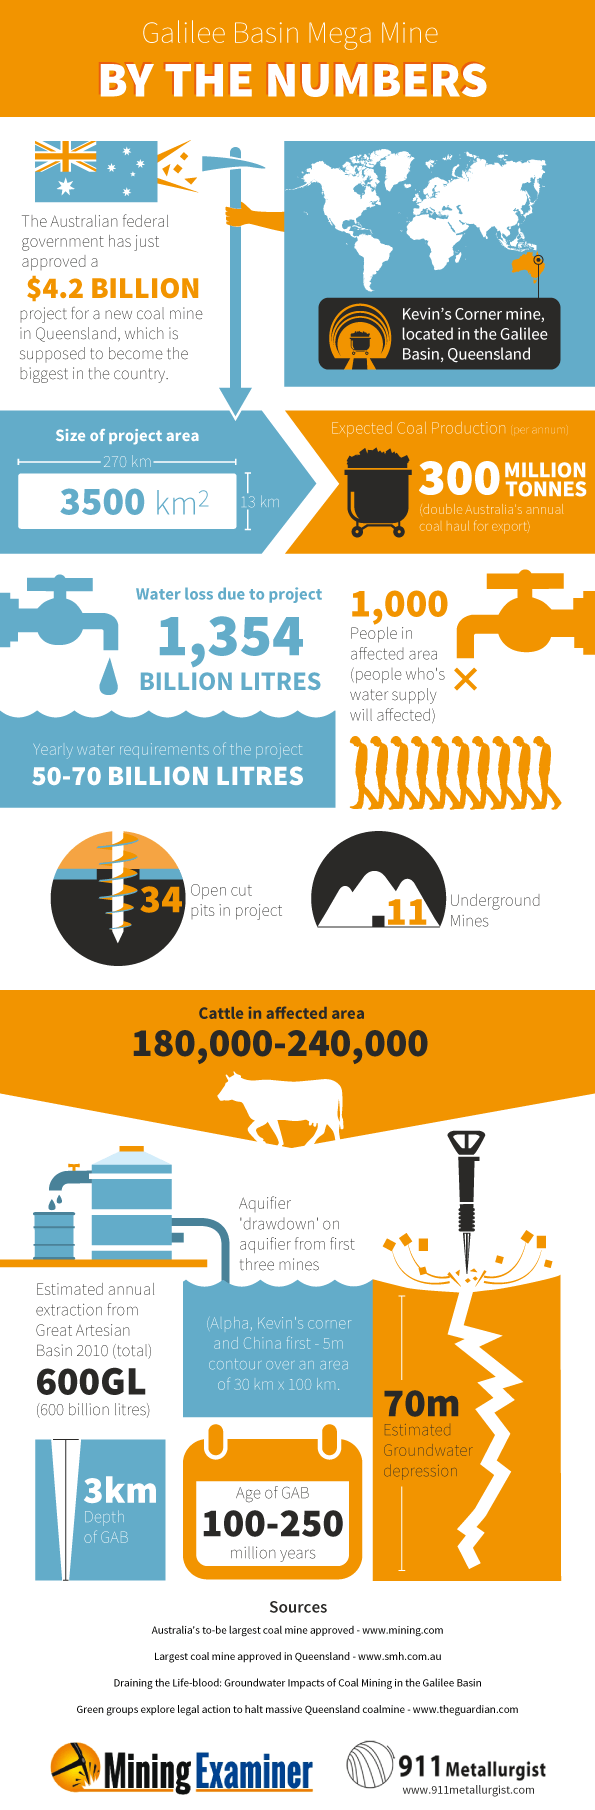 Galilee Basin Mega Mine
BY THE NUMBERS
The Australian federal
government has just
approved a
$4.2 BILLION
project for a new coal mine
in Queensland, which is
supposed to become the
biggest in the country.
Kevin's Corner mine,
located in the Galilee
Basin, Queensland
Size of project area
270 km
3500 km2
13 km
Expected Coal Production (per annum)
300 MILLION
TONNES
(double Australia's annual
coal haul for export)
Water loss due to project
1,354
BILLION LITRES
Yearly water requirements of the project
50-70 BILLION LITRES
1,000
People in
affected area
(people who's
water supply
will affected)
34
Open cut
pits in project
11
Underground
Mines
Cattle in affected area
180,000-240,000
Aquifier
'drawdown' on
aquifier from first
three mines
(Alpha, Kevin's corner
and China first - 5m
contour over an area
of 30 km x 100 km.
Estimated annual
extraction from
Great Artesian
Basin 2010 (total)
600GL
(600 billion litres)
70m
Estimated
Groundwater
depression
3km
Depth
of GAB
Age of GAB
100-250
million years
Sources
Australia's to-be largest coal mine approved - www.mining.com
Largest coal mine approved in Queensland - www.smh.com.au
Draining the Life-blood: Groundwater Impacts of Coal Mining in the Galilee Basin
Green groups explore legal action to halt massive Queensland coalmine - www.theguardian.com
Mining Examiner
911 Metallurgist
www.911metallurgist.com